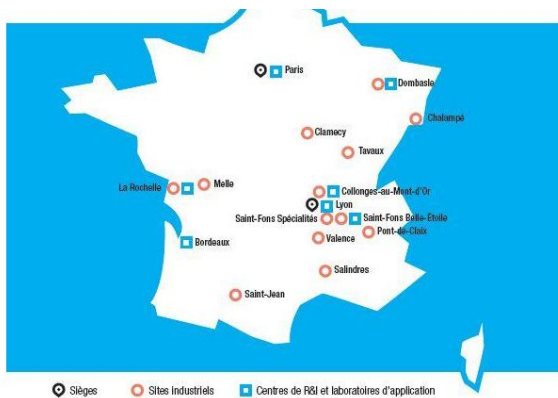 Paris
Dombasle
Chalampé
Clamecy
Tavaux
La Rochelle
Melle
Collonges-au-Mont-d'Or
Lyon
Saint-Fons Spécialités
Saint-Fons Belle-Étoile
Pont-de-Claix
Valence
Bordeaux
Salindres
Saint-Jean
Sièges
Sites industriels
Centres de R&I et laboratoires d'application